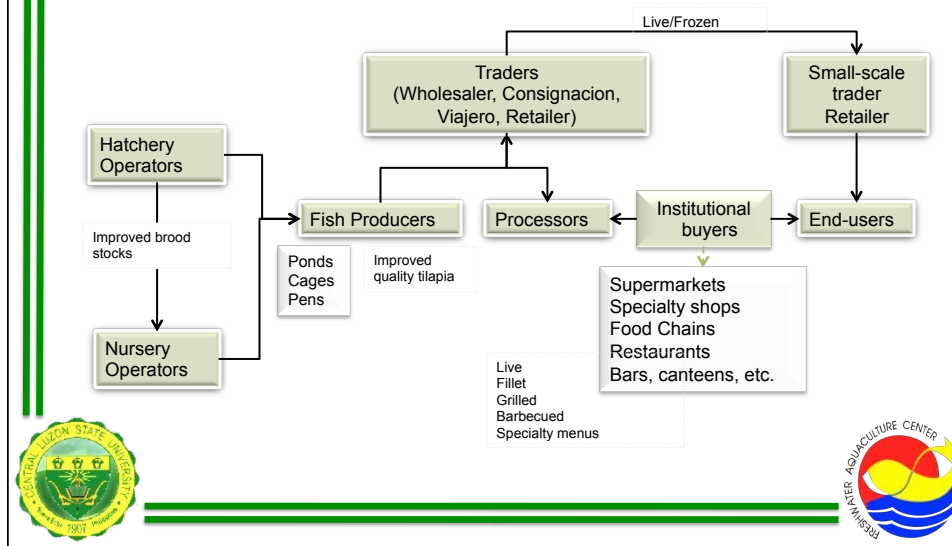 Live/Frozen
Traders
(Wholesaler, Consignacion,
Viajero, Retailer)
Small-scale
trader
Retailer
Hatchery
Operators
Fish Producers
Processors
Institutional
buyers
End-users
Improved brood
stocks
Ponds
Cages
Pens
Improved
quality tilapia
Supermarkets
Specialty shops
Food Chains
Restaurants
Bars, canteens, etc.
Nursery
Operators
Live
Fillet
Grilled
Barbecued
Specialty menus
CENTRAL LUZON STATE UNIVERSITY
1907 Philippines
FRESHWATER AQUACULTURE CENTER